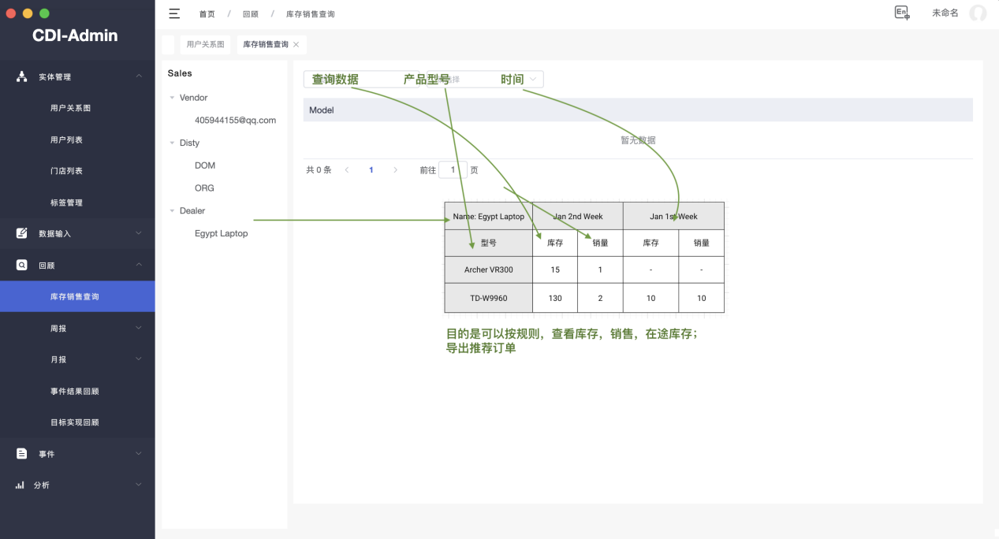 CDI-Admin
首页 / 回顾 / 库存销售查询
En 中
未命名
用户关系图
库存销售查询
实体管理
用户关系图
用户列表
门店列表
标签管理
数据输入
回顾
库存销售查询
周报
月报
事件结果回顾
目标实现回顾
事件
分析
Sales
Vendor
405944155@qq.com
Disty
DOM
ORG
Dealer
Egypt Laptop
查询数据 产品型号 选择 时间
Model
暂无数据
共 0 条 1 前往 1 页
Name: Egypt Laptop Jan 2nd Week Jan 1st Week
型号 库存 销量 库存 销量
Archer VR300 15 1 - -
TD-W9960 130 2 10 10
目的是可以按规则，查看库存，销售，在途库存；
导出推荐订单